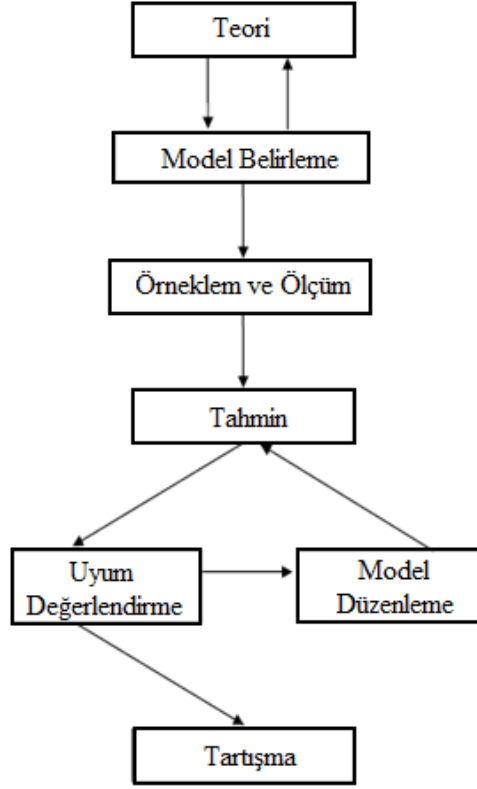 Teori
Model Belirleme
Örneklem ve Ölçüm
Tahmin
Uyum
Değerlendirme
Model
Düzenleme
Tartışma